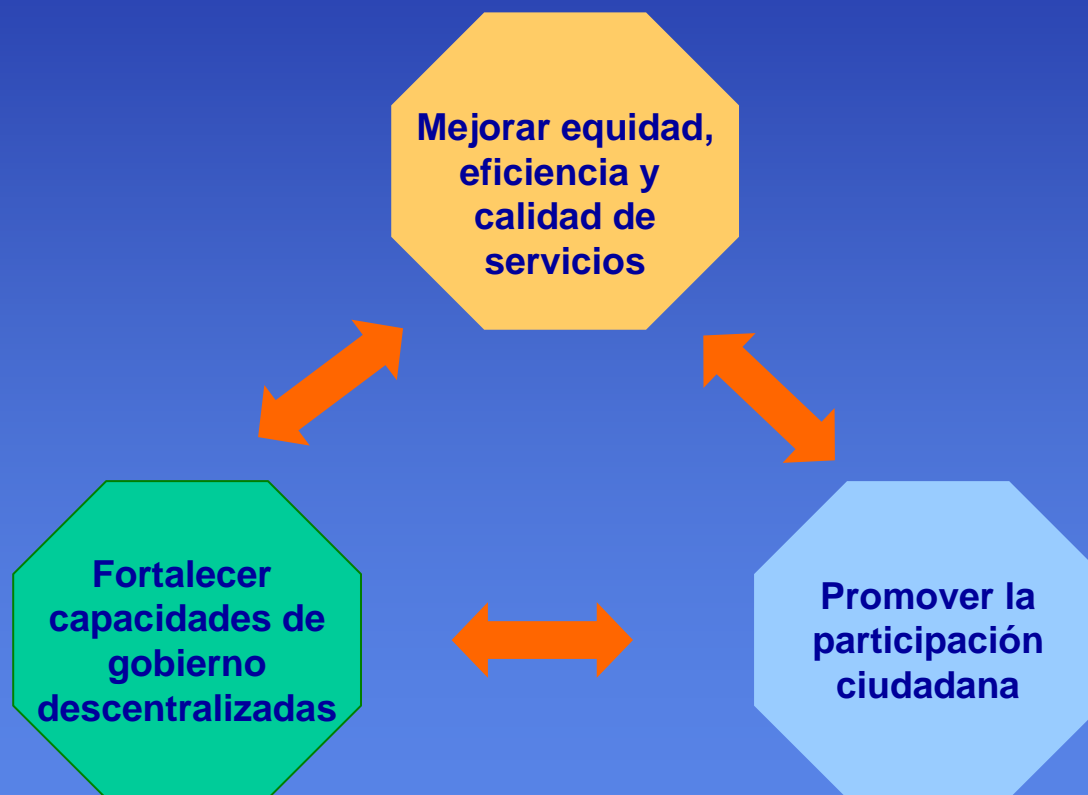 Mejorar equidad,
eficiencia y
calidad de
servicios
Fortalecer
capacidades de
gobierno
descentralizadas
Promover la
participación
ciudadana